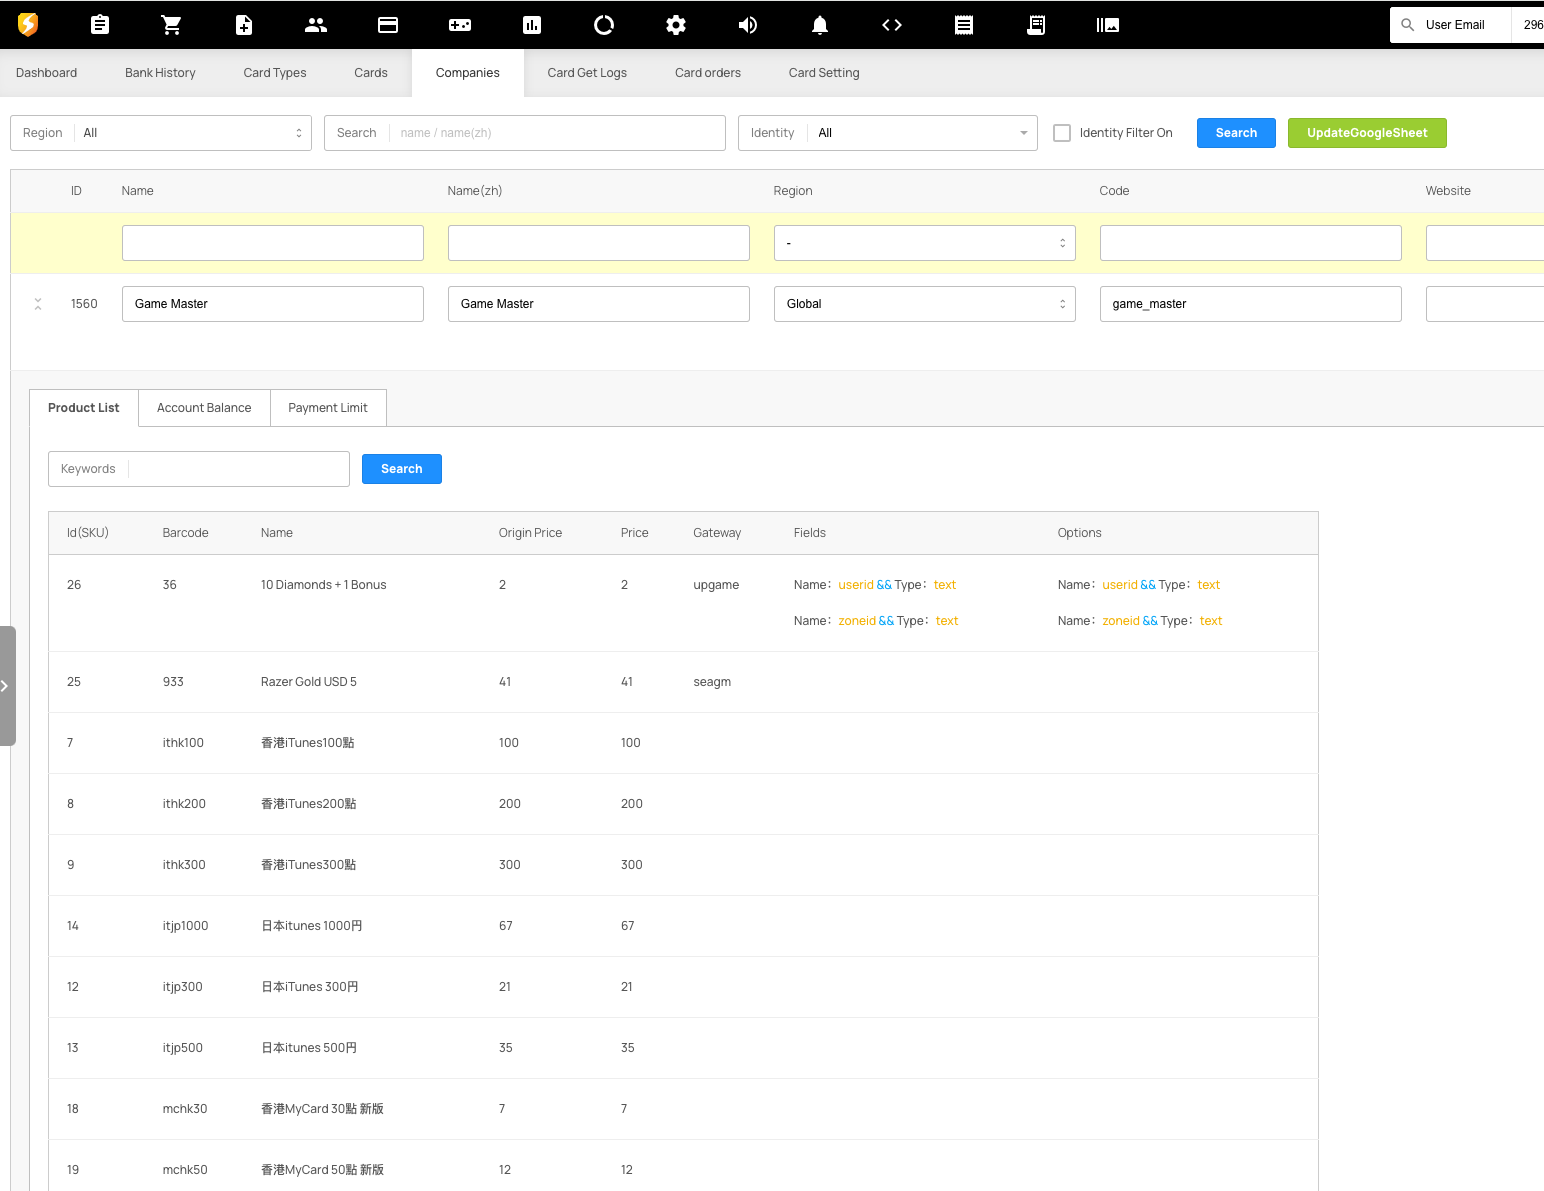 User Email 296
Dashboard Bank History Card Types Cards Companies Card Get Logs Card orders Card Setting
Region All Search name / name(zh) Identity All Identity Filter On Search UpdateGoogleSheet
ID Name Name(zh) Region Code Website
-
1560 Game Master Game Master Global game_master
Product List Account Balance Payment Limit
Keywords Search
Id(SKU) Barcode Name Origin Price Price Gateway Fields Options
26 36 10 Diamonds + 1 Bonus 2 2 upgame Name：userid && Type：text Name：userid && Type：text
Name：zoneid && Type：text Name：zoneid && Type：text
25 933 Razer Gold USD 5 41 41 seagm
7 ithk100 香港iTunes100點 100 100
8 ithk200 香港iTunes200點 200 200
9 ithk300 香港iTunes300點 300 300
14 itjp1000 日本itunes 1000円 67 67
12 itjp300 日本iTunes 300円 21 21
13 itjp500 日本itunes 500円 35 35
18 mchk30 香港MyCard 30點 新版 7 7
19 mchk50 香港MyCard 50點 新版 12 12